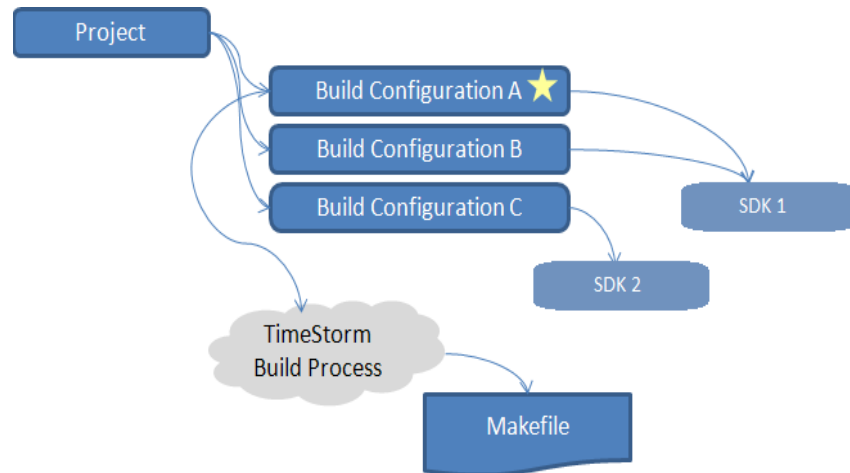 Project
Build Configuration A
Build Configuration B
Build Configuration C
SDK 1
SDK 2
TimeStorm
Build Process
Makefile